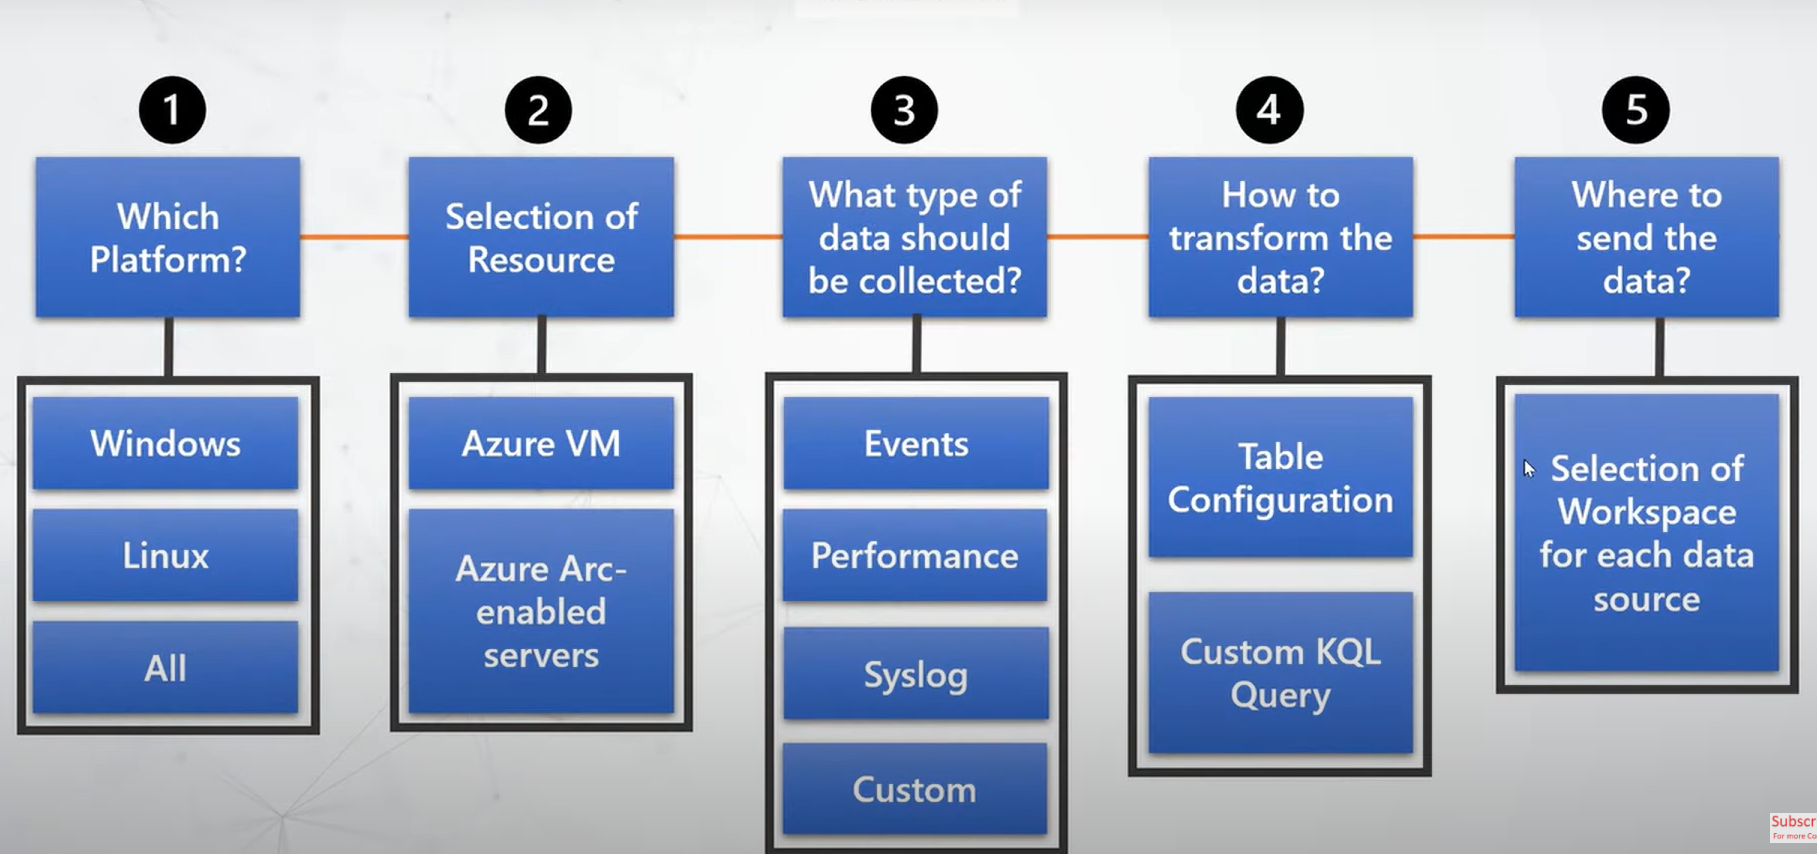 1
Which
Platform?
Windows
Linux
All
2
Selection of
Resource
Azure VM
Azure Arc-
enabled
servers
3
What type of
data should
be collected?
Events
Performance
Syslog
Custom
4
How to
transform the
data?
Table
Configuration
Custom KQL
Query
5
Where to
send the
data?
Selection of
Workspace
for each data
source
Subscr
For more Co